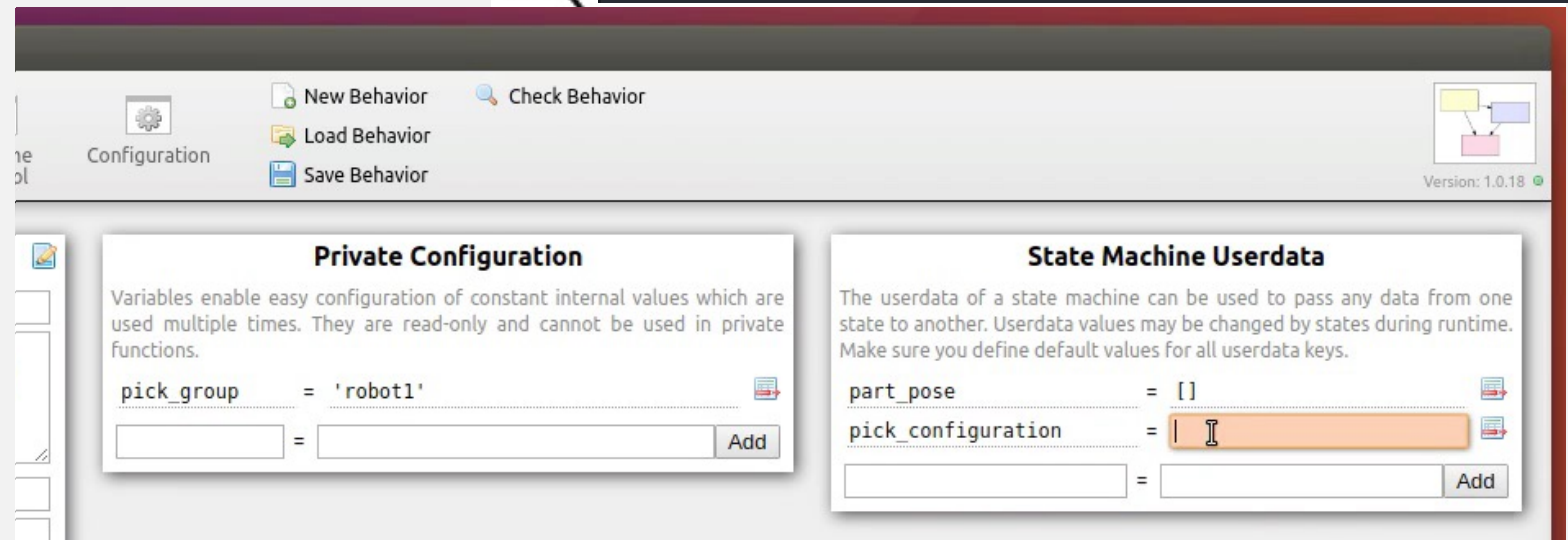 New Behavior
Check Behavior
Load Behavior
Configuration
Save Behavior
Version: 1.0.18
Private Configuration
Variables enable easy configuration of constant internal values which are
used multiple times. They are read-only and cannot be used in private
functions.
pick_group = 'robot1'
= Add
State Machine Userdata
The userdata of a state machine can be used to pass any data from one
state to another. Userdata values may be changed by states during runtime.
Make sure you define default values for all userdata keys.
part_pose = []
pick_configuration =
= Add